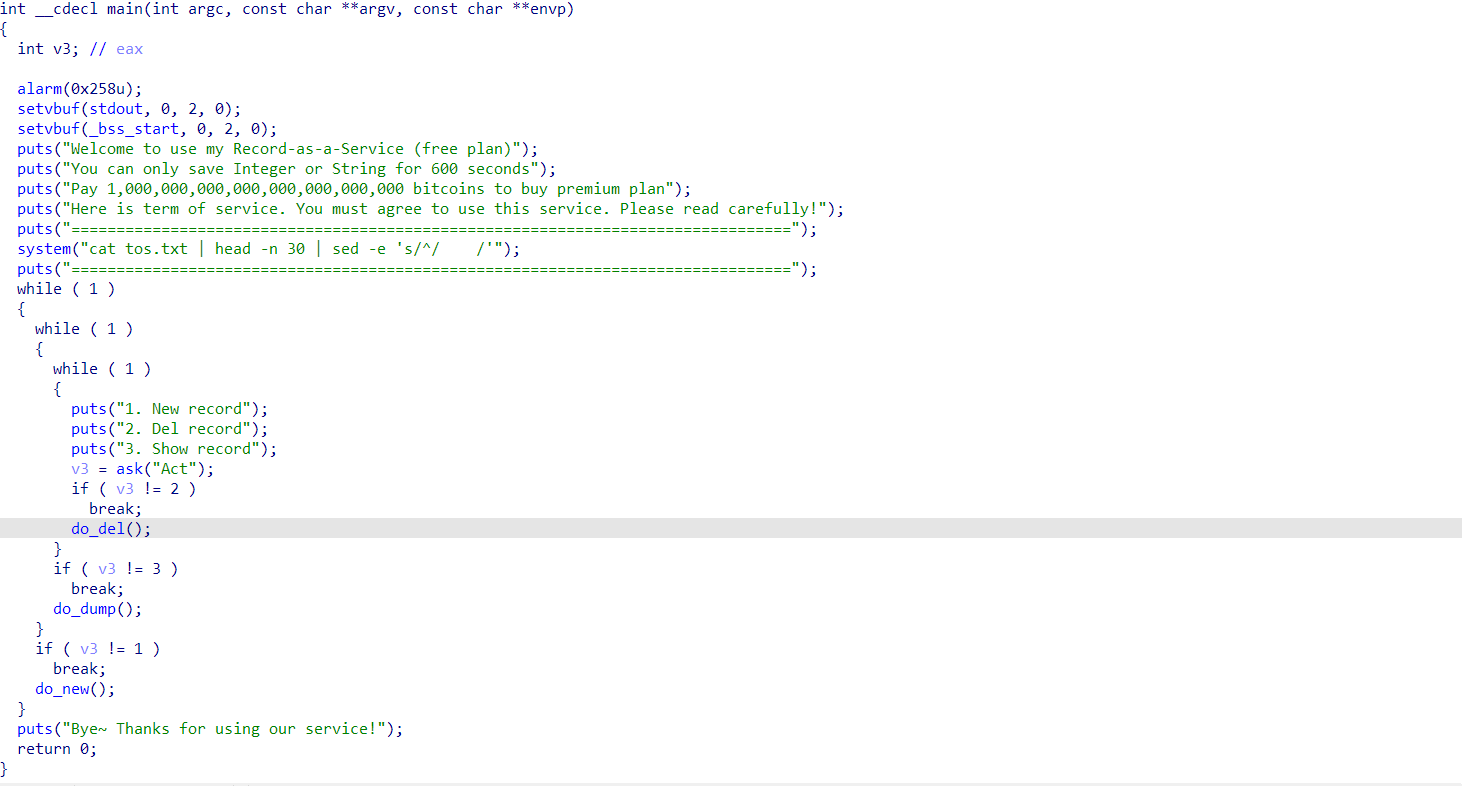 int __cdecl main(int argc, const char **argv, const char **envp)
{
  int v3; // eax

  alarm(0x258u);
  setvbuf(stdout, 0, 2, 0);
  setvbuf(_bss_start, 0, 2, 0);
  puts("Welcome to use my Record-as-a-Service (free plan)");
  puts("You can only save Integer or String for 600 seconds");
  puts("Pay 1,000,000,000,000,000,000,000,000 bitcoins to buy premium plan");
  puts("Here is term of service. You must agree to use this service. Please read carefully!");
  puts("================================================================================");
  system("cat tos.txt | head -n 30 | sed -e 's/^/    /'");
  puts("================================================================================");
  while ( 1 )
  {
    while ( 1 )
    {
      while ( 1 )
      {
        puts("1. New record");
        puts("2. Del record");
        puts("3. Show record");
        v3 = ask("Act");
        if ( v3 != 2 )
          break;
        do_del();
      }
      if ( v3 != 3 )
        break;
      do_dump();
    }
    if ( v3 != 1 )
      break;
    do_new();
  }
  puts("Bye~ Thanks for using our service!");
  return 0;
}